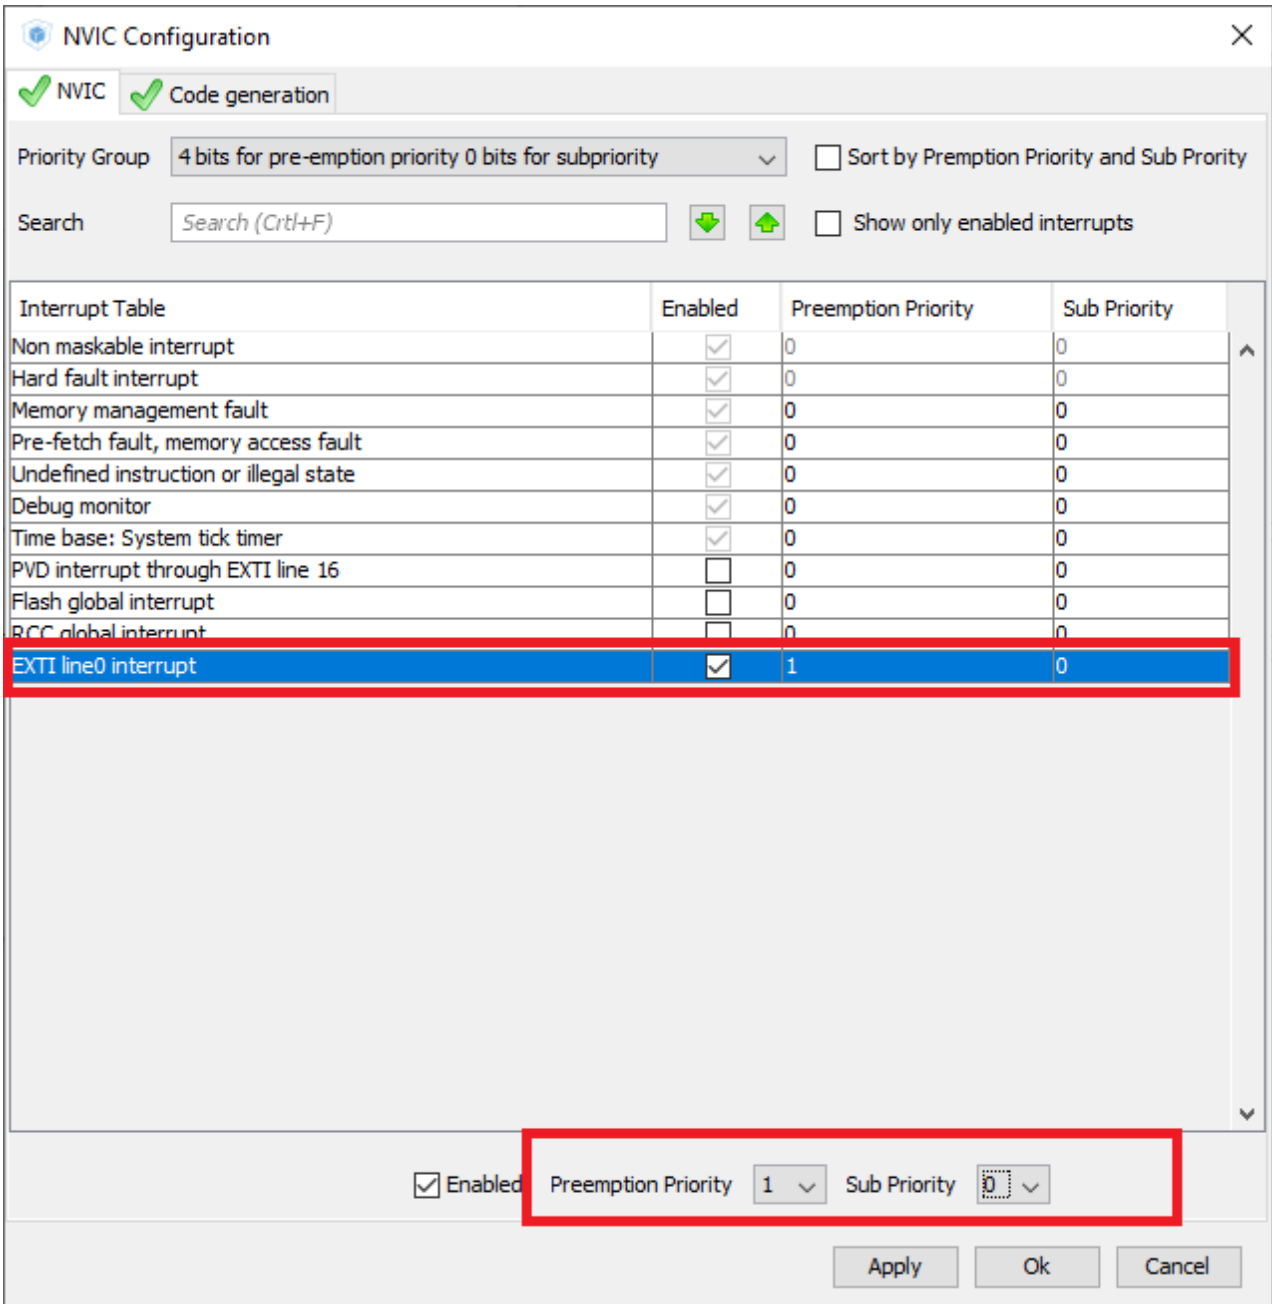 NVIC Configuration
NVIC Code generation
Priority Group 4 bits for pre-emption priority 0 bits for subpriority Sort by Premption Priority and Sub Prority
Search Search (Crtl+F) Show only enabled interrupts
Interrupt Table Enabled Preemption Priority Sub Priority
Non maskable interrupt 0 0
Hard fault interrupt 0 0
Memory management fault 0 0
Pre-fetch fault, memory access fault 0 0
Undefined instruction or illegal state 0 0
Debug monitor 0 0
Time base: System tick timer 0 0
PVD interrupt through EXTI line 16 0 0
Flash global interrupt 0 0
RCC global interrupt 0 0
EXTI line0 interrupt 1 0
Enabled Preemption Priority 1 Sub Priority 0
Apply Ok Cancel